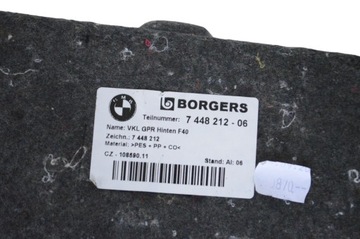 BMW
BORGERS
Teilnummer: 7 448 212 - 06
Name: VKL GPR Hinten F40
Zeichn.: 7 448 212
Material: >PES + PP + CO<
CZ - 108590.11 Stand: AI: 06